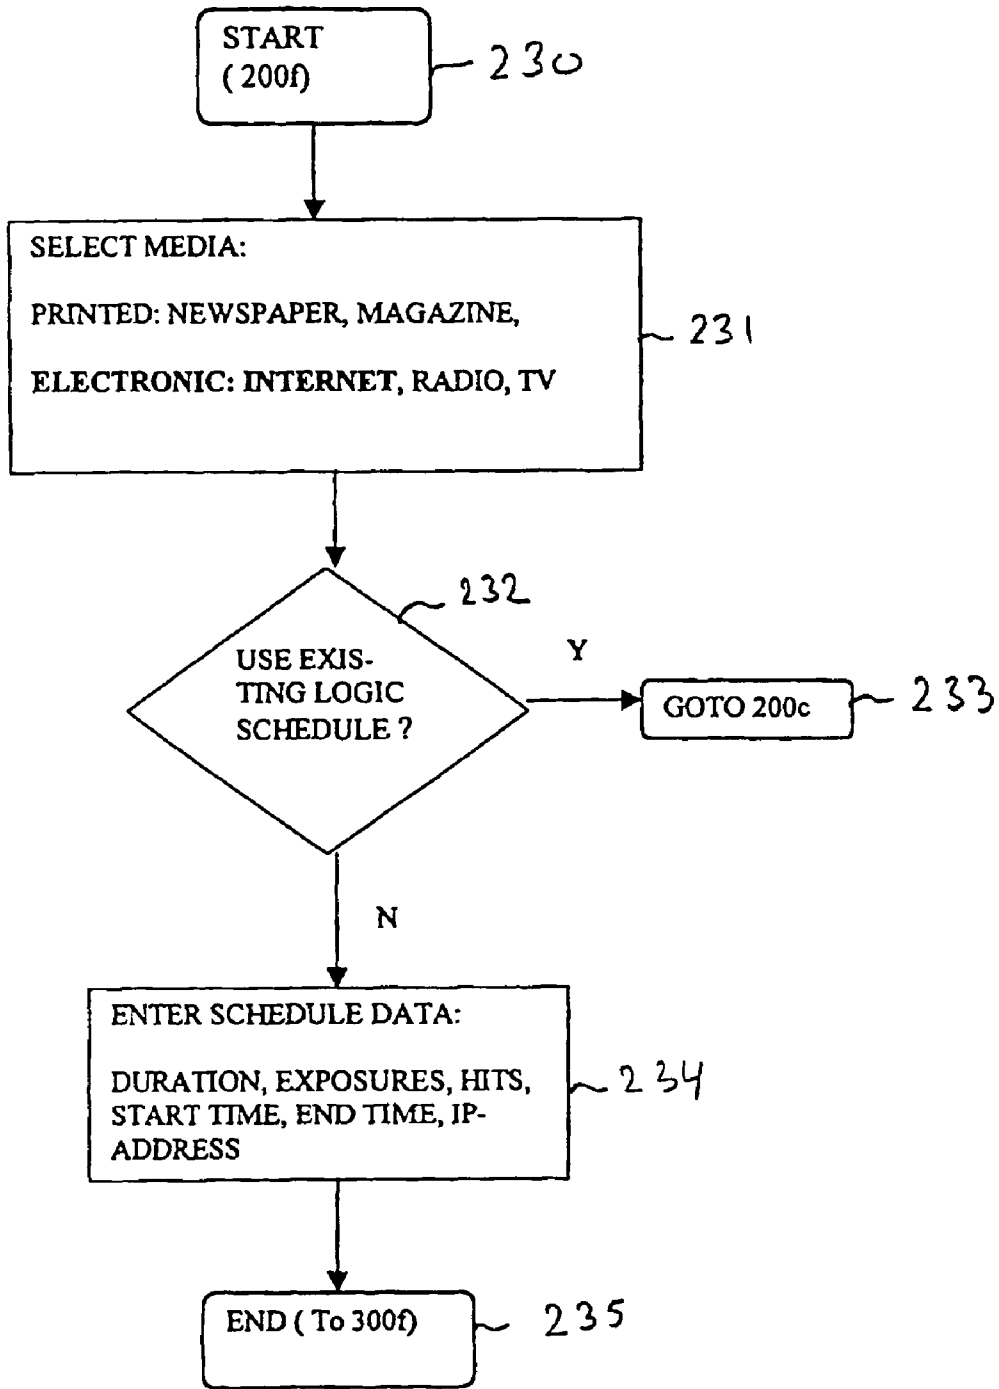 START
( 200f)
230
SELECT MEDIA:
PRINTED: NEWSPAPER, MAGAZINE,
231
ELECTRONIC: INTERNET, RADIO, TV
232
USE EXIS-
TING LOGIC
SCHEDULE ?
Y
GOTO 200c
233
N
ENTER SCHEDULE DATA:
DURATION, EXPOSURES, HITS,
START TIME, END TIME, IP-
ADDRESS
234
END ( To 300f)
235